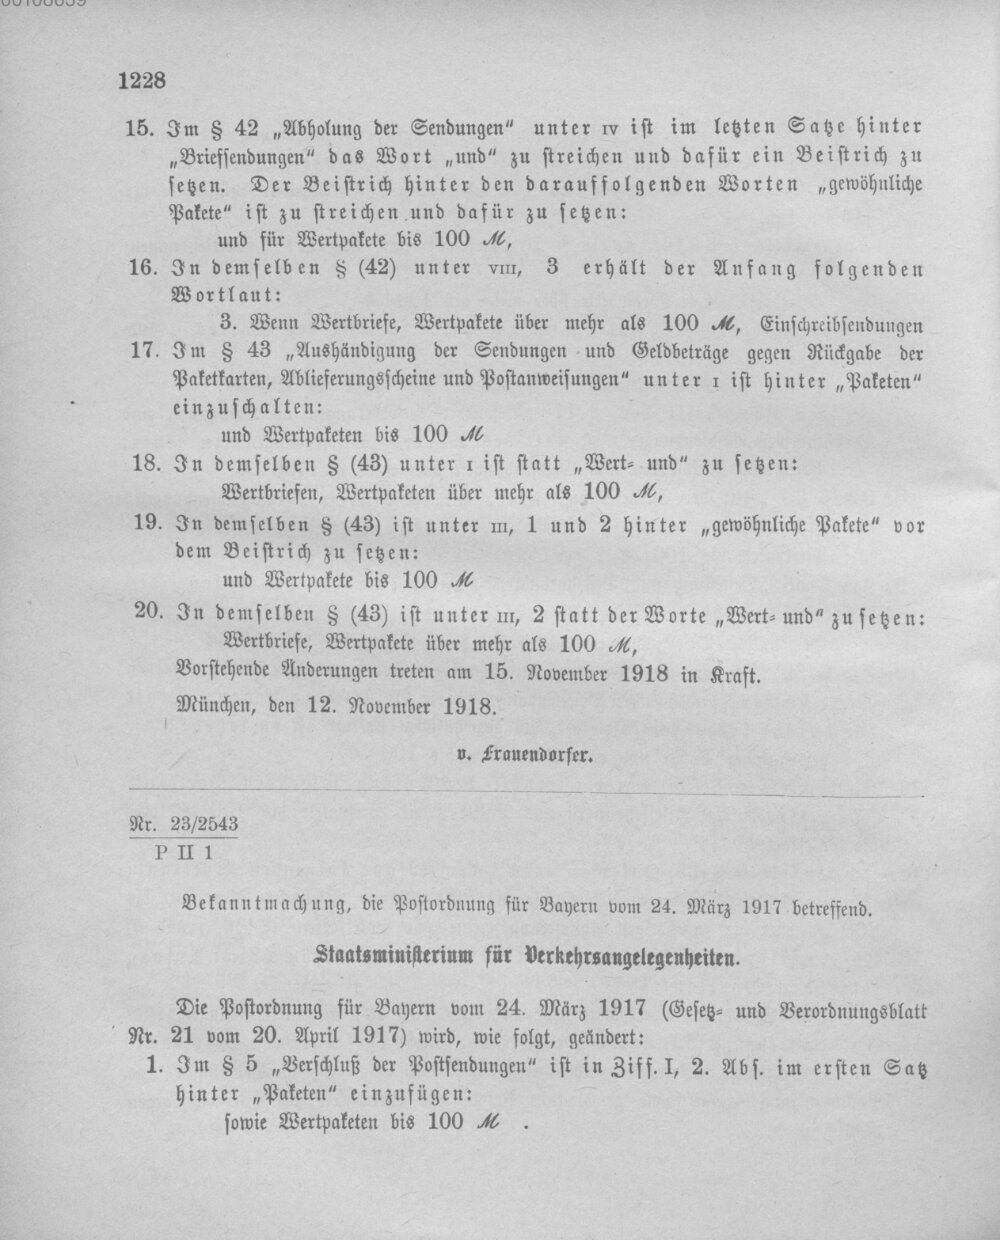 1228
15. Im § 42 „Abholung der Sendungen“ unter IV ist im letzten Satze hinter
„Briefsendungen“ das Wort „und“ zu streichen und dafür ein Beistrich zu
setzen. Der Beistrich hinter den darauffolgenden Worten „gewöhnliche
Pakete“ ist zu streichen und dafür zu setzen:
und für Wertpakete bis 100 ℳ,
16. In demselben § (42) unter VIII, 3 erhält der Anfang folgenden
Wortlaut:
3. Wenn Wertbriefe, Wertpakete über mehr als 100 ℳ, Einschreibsendungen
17. Im § 43 „Aushändigung der Sendungen und Geldbeträge gegen Rückgabe der
Paketkarten, Ablieferungsscheine und Postanweisungen“ unter I ist hinter „Paketen“
einzuschalten:
und Wertpaketen bis 100 ℳ
18. In demselben § (43) unter I ist statt „Wert- und“ zu setzen:
Wertbriefen, Wertpaketen über mehr als 100 ℳ,
19. In demselben § (43) ist unter III, 1 und 2 hinter „gewöhnliche Pakete“ vor
dem Beistrich zu setzen:
und Wertpakete bis 100 ℳ
20. In demselben § (43) ist unter III, 2 statt der Worte „Wert- und“ zu setzen:
Wertbriefe, Wertpakete über mehr als 100 ℳ,
Vorstehende Änderungen treten am 15. November 1918 in Kraft.
München, den 12. November 1918.
v. Frauendorfer.
Nr. 23/2543
P II 1
Bekanntmachung, die Postordnung für Bayern vom 24. März 1917 betreffend.
Staatsministerium für Verkehrsangelegenheiten.
Die Postordnung für Bayern vom 24. März 1917 (Gesetz- und Verordnungsblatt
Nr. 21 vom 20. April 1917) wird, wie folgt, geändert:
1. Im § 5 „Verschluß der Postsendungen“ ist in Ziff. I, 2. Abs. im ersten Satz
hinter „Paketen“ einzufügen:
sowie Wertpaketen bis 100 ℳ .